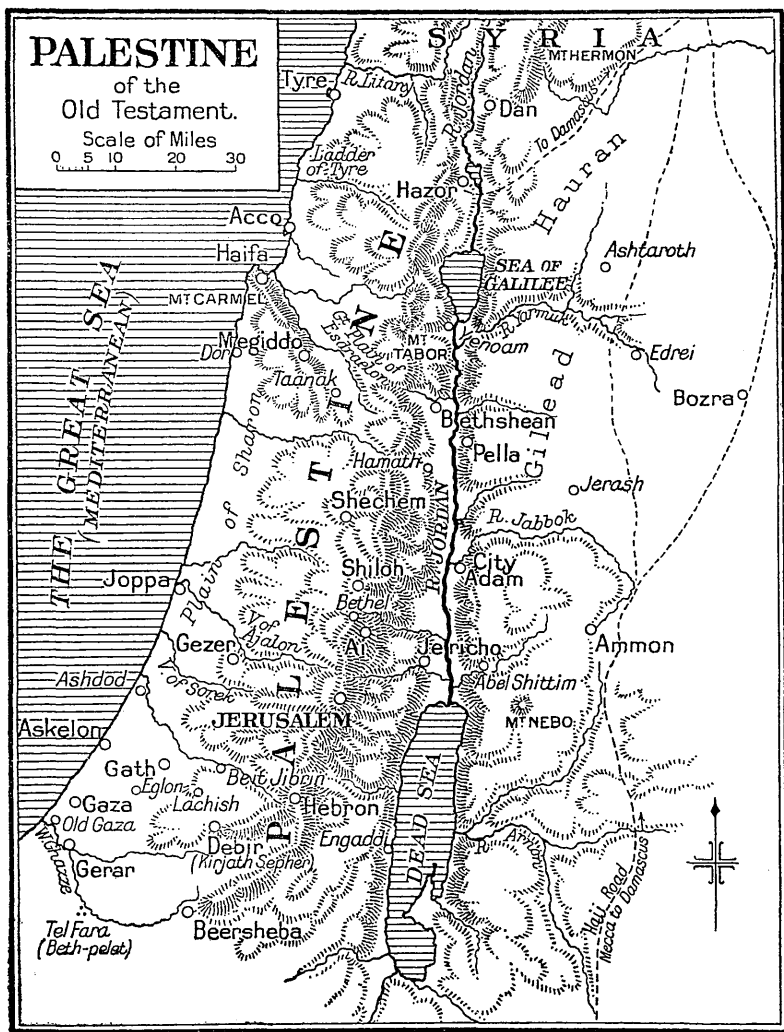 PALESTINE
of the
Old Testament.
Scale of Miles
0 5 10 20 30
SYRIA
MT HERMON
Tyre
R. Litany
R. Jordan
Dan
To Damascus
Ladder
of Tyre
Hazor
Hauran
Acco
Haifa
SEA OF
GALILEE
Ashtaroth
MT CARMEL
THE GREAT SEA
(MEDITERRANEAN)
PALESTINE
Megiddo
Dor
Gt. Plain of
Esdraelon
MT
TABOR
Yenoam
R. Yarmuk
Edrei
Taanak
Bozra
Bethshean
Gilead
Plain of Sharon
Pella
Hamath
Jerash
Shechem
R. JORDAN
R. Jabbok
Shiloh
City
Adam
Joppa
Bethel
V. of
Ajalon
Ai
Ammon
Gezer
Jericho
Abel Shittim
V. of Sorek
Ashdod
JERUSALEM
MT NEBO
Askelon
Gath
Beit Jibrin
Eglon
Lachish
Hebron
Gaza
Old Gaza
DEAD SEA
Debir
(Kirjath Sepher)
Engaddi
R. Arnon
W. Ghazze
Gerar
Haji Road
Mecca to Damascus
Tel Fara
(Beth-pelet)
Beersheba